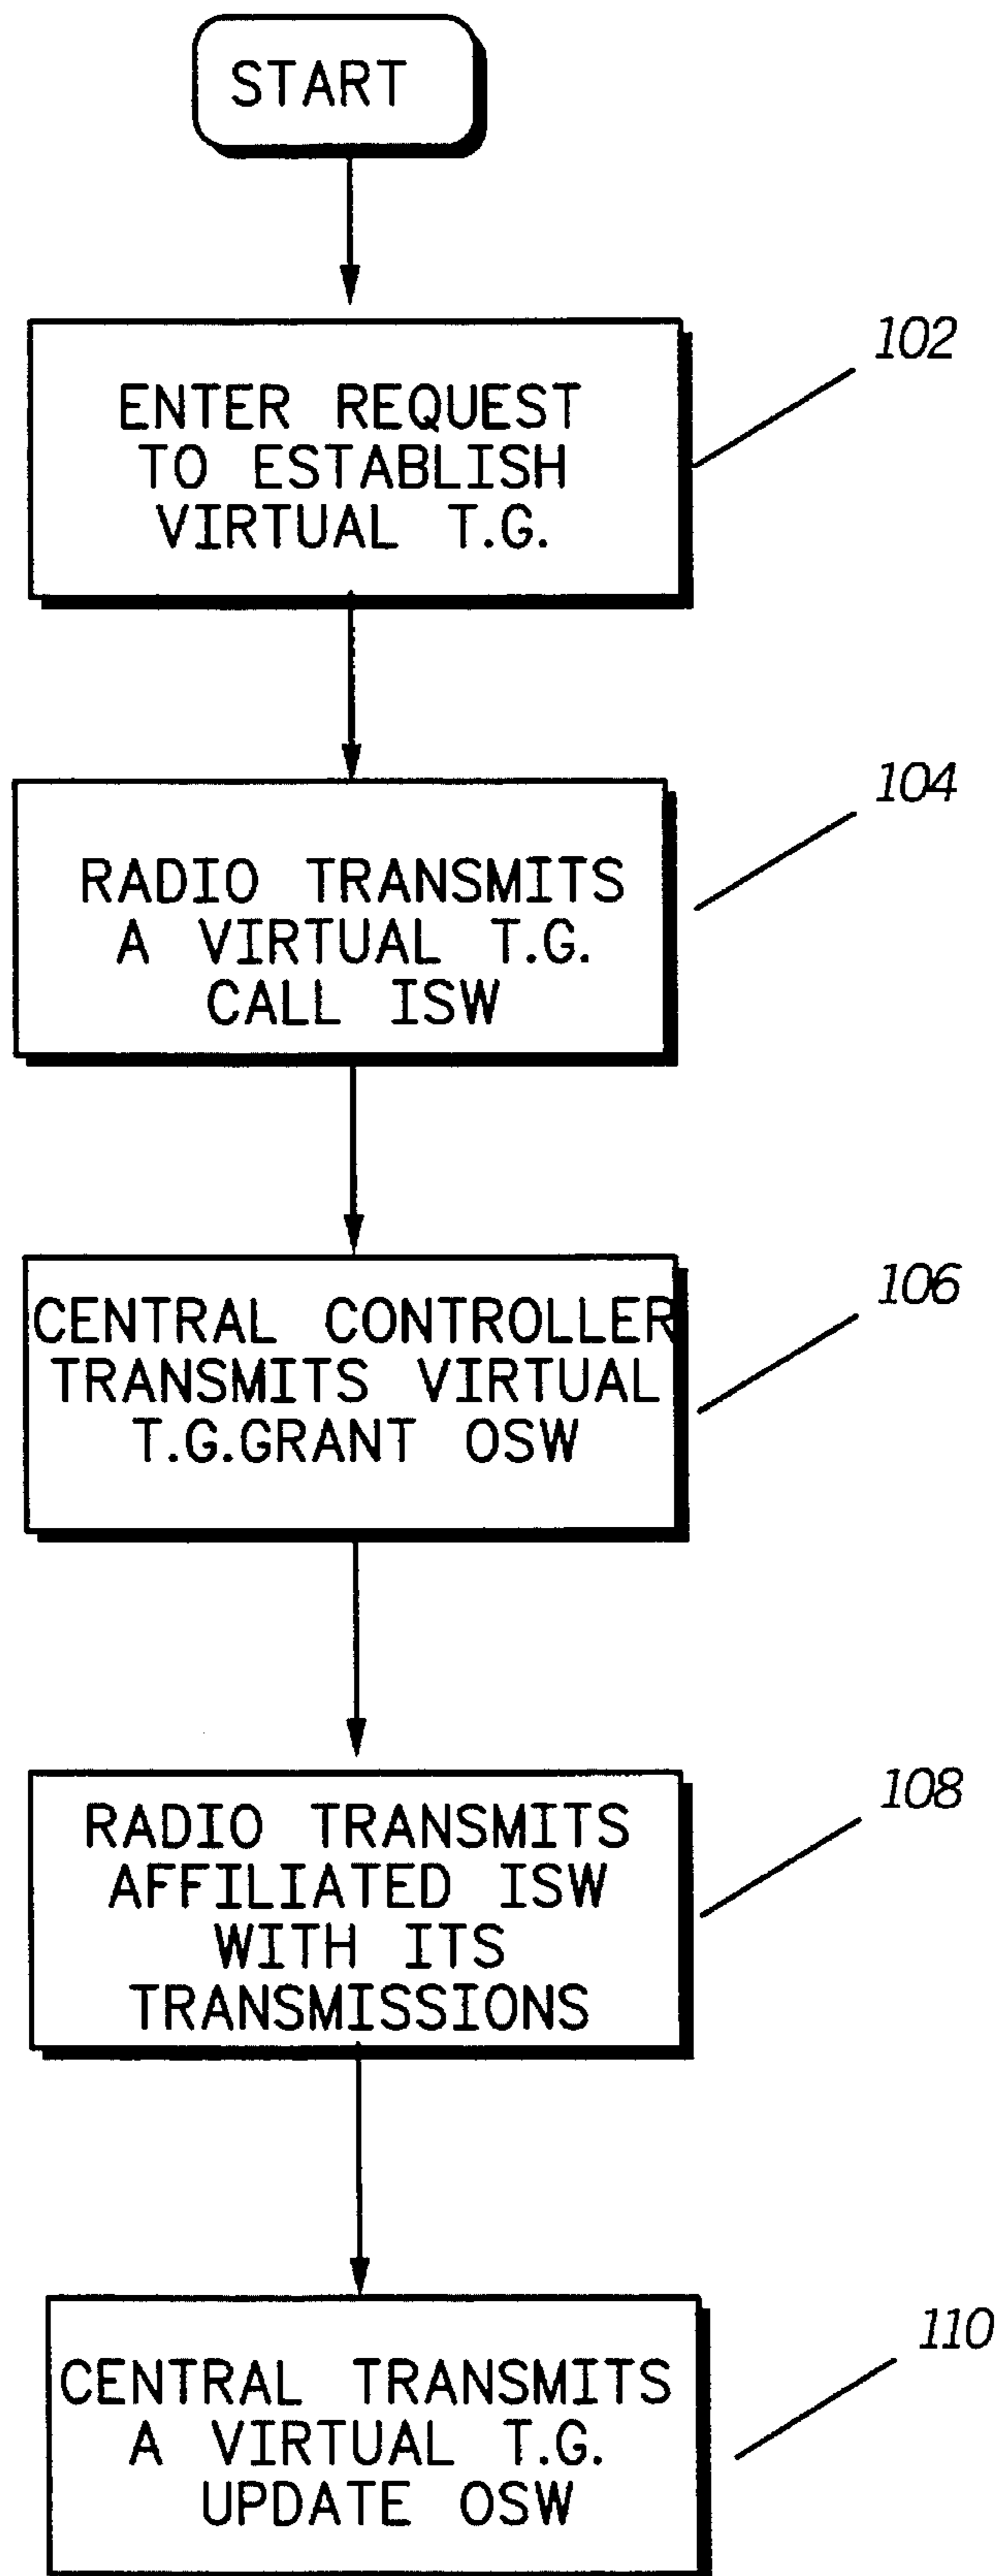 START
102
ENTER REQUEST
TO ESTABLISH
VIRTUAL T.G.
104
RADIO TRANSMITS
A VIRTUAL T.G.
CALL ISW
106
CENTRAL CONTROLLER
TRANSMITS VIRTUAL
T.G.GRANT OSW
108
RADIO TRANSMITS
AFFILIATED ISW
WITH ITS
TRANSMISSIONS
110
CENTRAL TRANSMITS
A VIRTUAL T.G.
UPDATE OSW